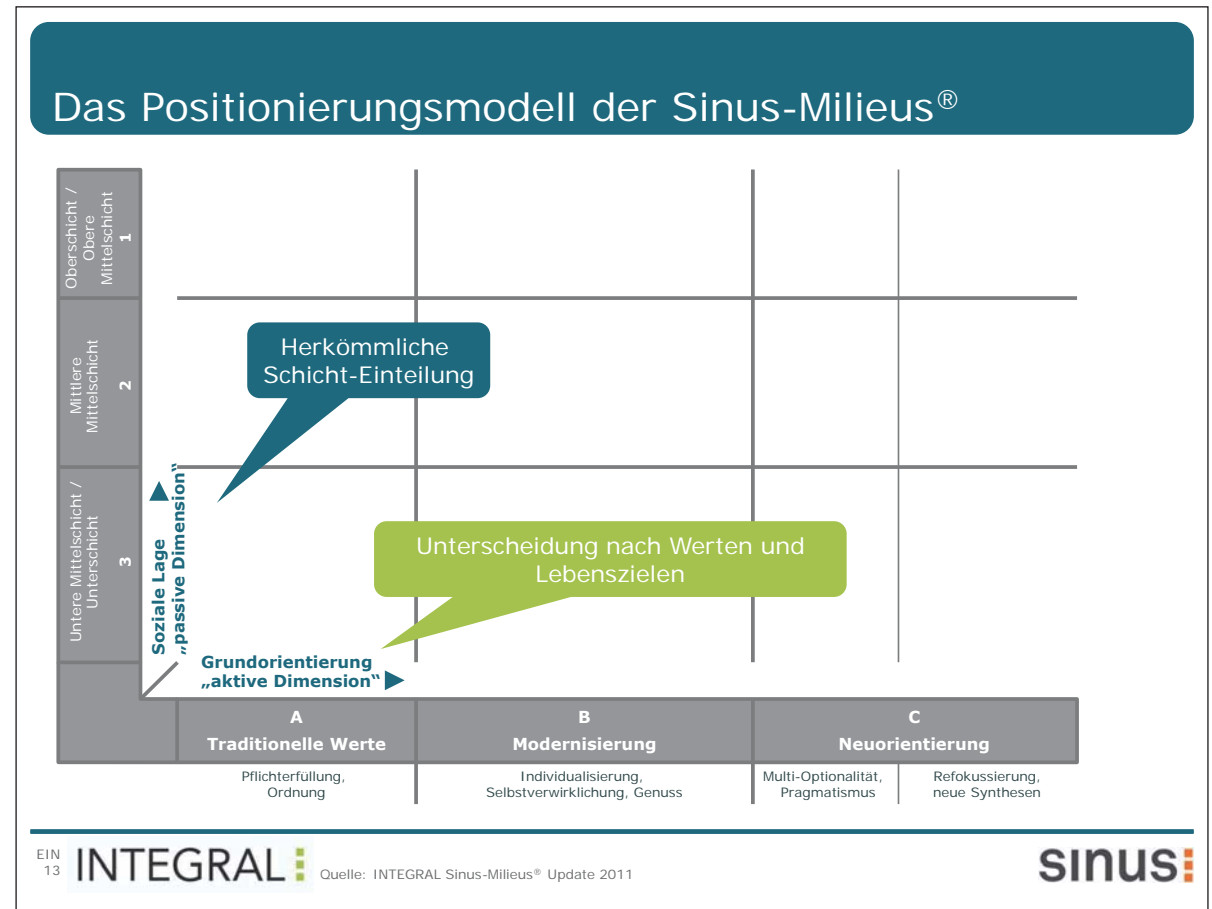 Das Positionierungsmodell der Sinus-Milieus®
Oberschicht /
Obere
Mittelschicht
1
Mittlere
Mittelschicht
2
Untere Mittelschicht /
Unterschicht
3
Herkömmliche
Schicht-Einteilung
Soziale Lage
„passive Dimension“
Unterscheidung nach Werten und
Lebenszielen
Grundorientierung
„aktive Dimension“
A
Traditionelle Werte
B
Modernisierung
C
Neuorientierung
Pflichterfüllung,
Ordnung
Individualisierung,
Selbstverwirklichung, Genuss
Multi-Optionalität,
Pragmatismus
Refokussierung,
neue Synthesen
EIN
13
INTEGRAL
Quelle: INTEGRAL Sinus-Milieus® Update 2011
sinus